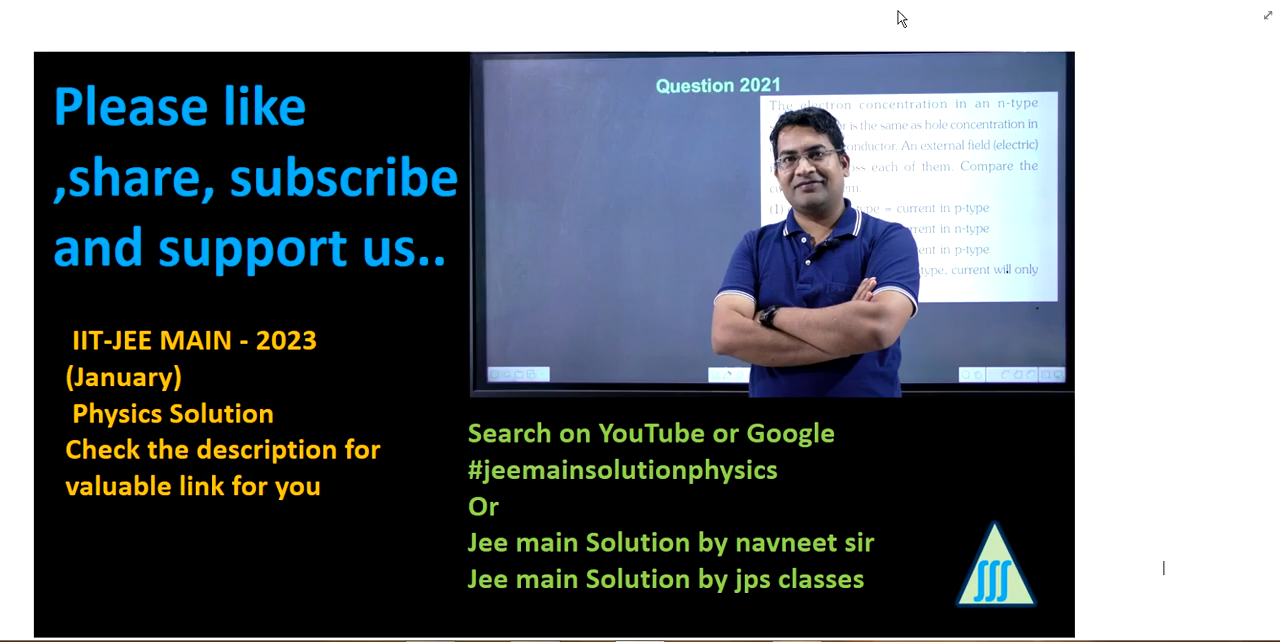 Please like
,share, subscribe
and support us..
IIT-JEE MAIN - 2023
(January)
Physics Solution
Check the description for
valuable link for you
Question 2021
The electron concentration in an n-type
is the same as hole concentration in
An external field (electric)
each of them. Compare the
(1) type = current in p-type
in n-type
in p-type
type, current will only
Search on YouTube or Google
#jeemainsolutionphysics
Or
Jee main Solution by navneet sir
Jee main Solution by jps classes